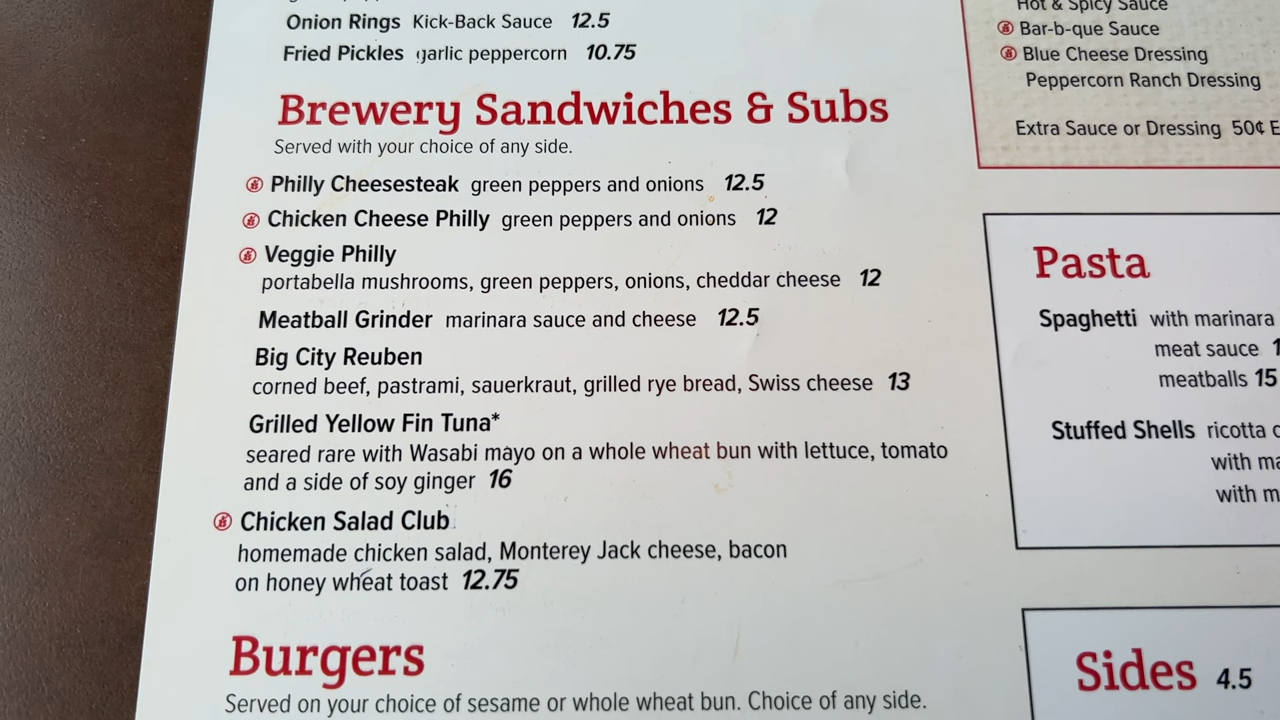 Onion Rings Kick-Back Sauce 12.5
Fried Pickles garlic peppercorn 10.75
Brewery Sandwiches & Subs
Served with your choice of any side.
Philly Cheesesteak green peppers and onions 12.5
Chicken Cheese Philly green peppers and onions 12
Veggie Philly
portabella mushrooms, green peppers, onions, cheddar cheese 12
Meatball Grinder marinara sauce and cheese 12.5
Big City Reuben
corned beef, pastrami, sauerkraut, grilled rye bread, Swiss cheese 13
Grilled Yellow Fin Tuna*
seared rare with Wasabi mayo on a whole wheat bun with lettuce, tomato
and a side of soy ginger 16
Chicken Salad Club
homemade chicken salad, Monterey Jack cheese, bacon
on honey wheat toast 12.75
Burgers
Served on your choice of sesame or whole wheat bun. Choice of any side.
Hot & Spicy Sauce
Bar-b-que Sauce
Blue Cheese Dressing
Peppercorn Ranch Dressing
Extra Sauce or Dressing 50¢
Pasta
Spaghetti with marinara
meat sauce
meatballs 15
Stuffed Shells ricotta
with
with
Sides 4.5